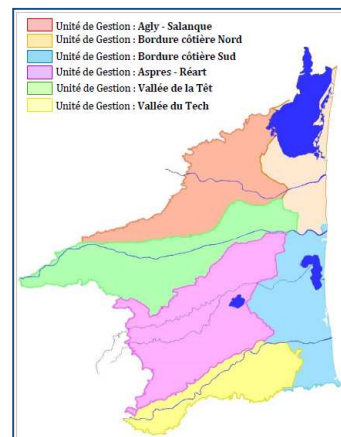 Unité de Gestion : Agly - Salanque
Unité de Gestion : Bordure côtière Nord
Unité de Gestion : Bordure côtière Sud
Unité de Gestion : Aspres - Réart
Unité de Gestion : Vallée de la Têt
Unité de Gestion : Vallée du Tech